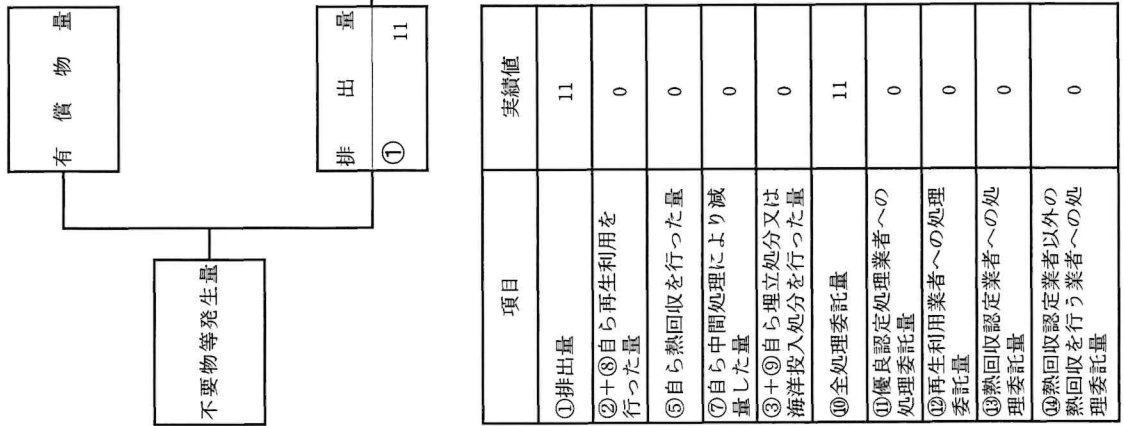 有償物量
不要物等発生量
排出量
① 11
項目 実績値
①排出量 11
②+⑧自ら再生利用を
行った量 0
⑤自ら熱回収を行った量 0
⑦自ら中間処理により減
量した量 0
③+⑨自ら埋立処分又は
海洋投入処分を行った量 0
⑩全処理委託量 11
⑪優良認定処理業者への
処理委託量 0
⑫再生利用業者への処理
委託量 0
⑬熱回収認定業者への処
理委託量 0
⑭熱回収認定業者以外の
熱回収を行う業者への処
理委託量 0